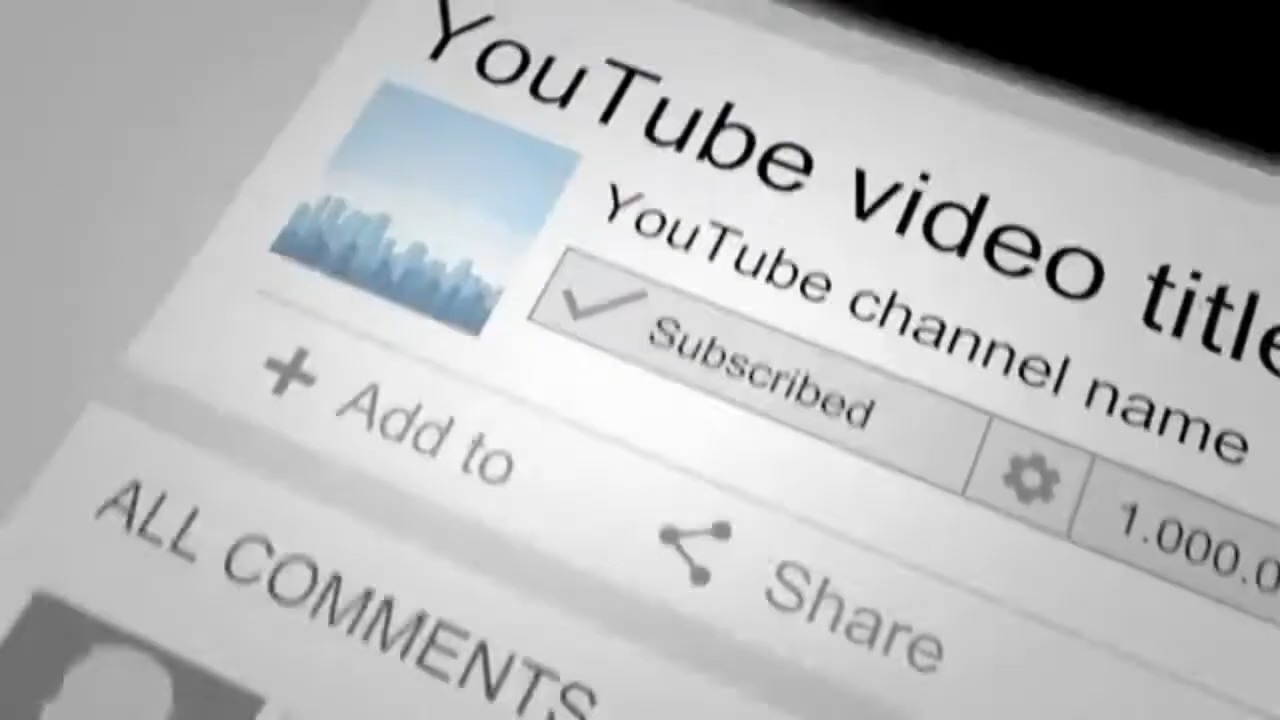 YouTube video title
YouTube channel name
Subscribed
1.000.0
Add to
Share
ALL COMMENTS